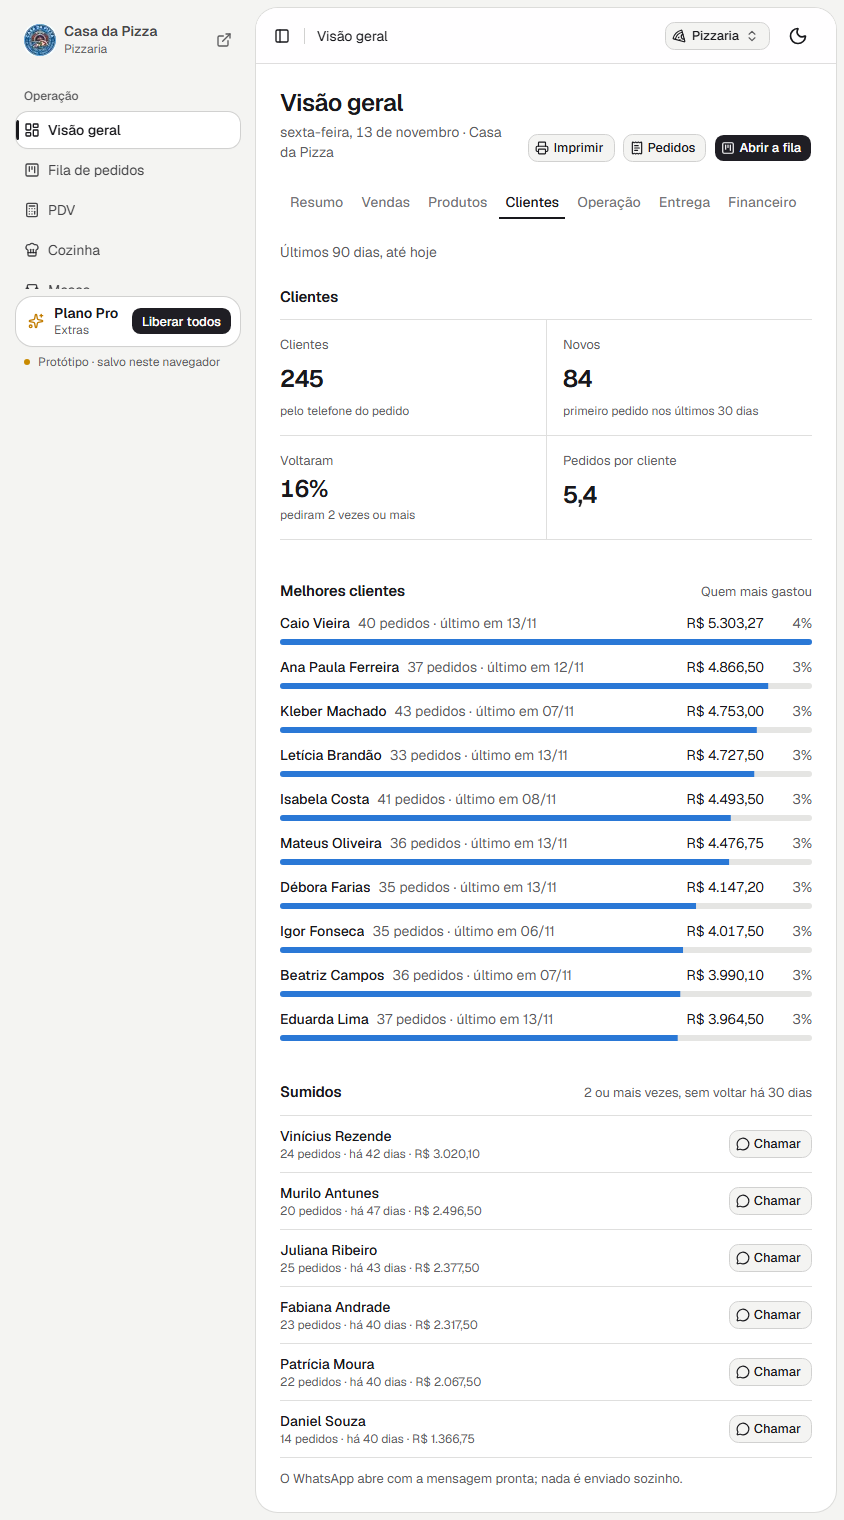 Casa da Pizza
Pizzaria
Operação
Visão geral
Fila de pedidos
PDV
Cozinha
Plano Pro
Extras
Liberar todos
Protótipo · salvo neste navegador
Visão geral
Pizzaria
Visão geral
sexta-feira, 13 de novembro · Casa
da Pizza
Imprimir
Pedidos
Abrir a fila
Resumo Vendas Produtos Clientes Operação Entrega Financeiro
Últimos 90 dias, até hoje
Clientes
Clientes
245
pelo telefone do pedido
Novos
84
primeiro pedido nos últimos 30 dias
Voltaram
16%
pediram 2 vezes ou mais
Pedidos por cliente
5,4
Melhores clientes Quem mais gastou
Caio Vieira 40 pedidos · último em 13/11 R$ 5.303,27 4%
Ana Paula Ferreira 37 pedidos · último em 12/11 R$ 4.866,50 3%
Kleber Machado 43 pedidos · último em 07/11 R$ 4.753,00 3%
Letícia Brandão 33 pedidos · último em 13/11 R$ 4.727,50 3%
Isabela Costa 41 pedidos · último em 08/11 R$ 4.493,50 3%
Mateus Oliveira 36 pedidos · último em 13/11 R$ 4.476,75 3%
Débora Farias 35 pedidos · último em 13/11 R$ 4.147,20 3%
Igor Fonseca 35 pedidos · último em 06/11 R$ 4.017,50 3%
Beatriz Campos 36 pedidos · último em 07/11 R$ 3.990,10 3%
Eduarda Lima 37 pedidos · último em 13/11 R$ 3.964,50 3%
Sumidos 2 ou mais vezes, sem voltar há 30 dias
Vinícius Rezende
24 pedidos · há 42 dias · R$ 3.020,10
Chamar
Murilo Antunes
20 pedidos · há 47 dias · R$ 2.496,50
Chamar
Juliana Ribeiro
25 pedidos · há 43 dias · R$ 2.377,50
Chamar
Fabiana Andrade
23 pedidos · há 40 dias · R$ 2.317,50
Chamar
Patrícia Moura
22 pedidos · há 40 dias · R$ 2.067,50
Chamar
Daniel Souza
14 pedidos · há 40 dias · R$ 1.366,75
Chamar
O WhatsApp abre com a mensagem pronta; nada é enviado sozinho.